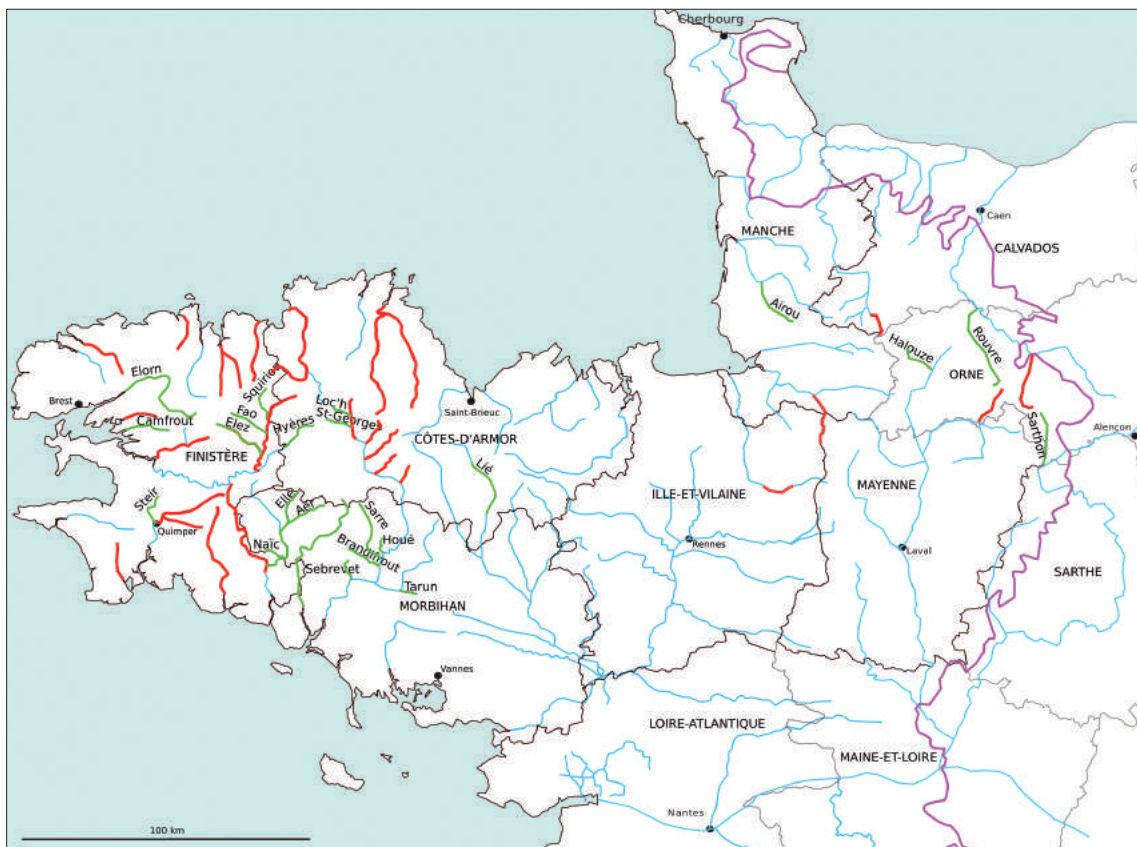 Cherbourg
Caen
MANCHE
CALVADOS
Airou
Halouze
Rouvre
ORNE
Elorn
Squiriou
Brest
Loc'h
St-Georges
Saint-Brieuc
Fao
Elez
Camfrout
Hyères
CÔTES-D'ARMOR
Sarthon
Alençon
FINISTÈRE
Lié
ILLE-ET-VILAINE
MAYENNE
Steir
Ellé
Aër
Sarre
Quimper
Naïc
Houé
Brandifrout
Rennes
Laval
Sebrevet
SARTHE
Tarun
MORBIHAN
Vannes
LOIRE-ATLANTIQUE
MAINE-ET-LOIRE
Nantes
100 km